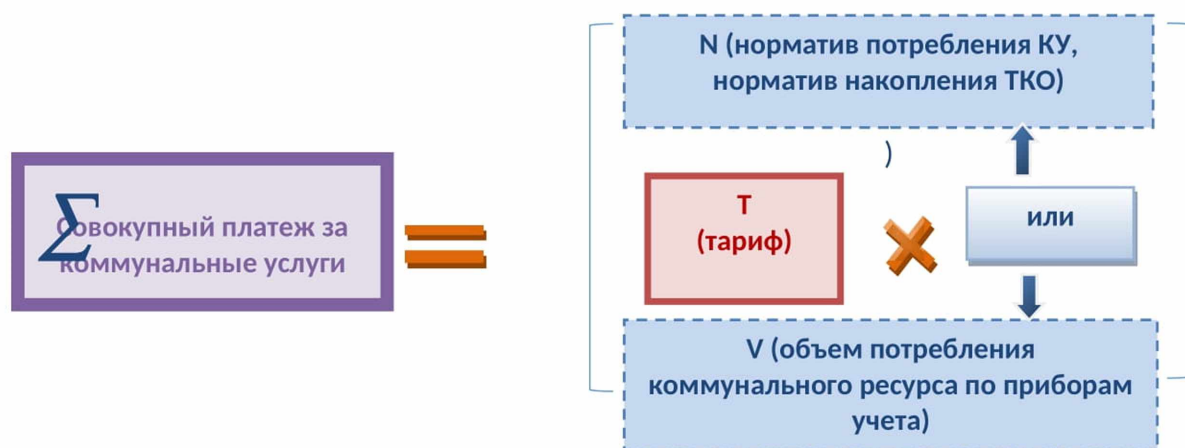 N (норматив потребления КУ,
норматив накопления ТКО)
)
∑
Совокупный платеж за
коммунальные услуги
=
Т
(тариф)
×
или
V (объем потребления
коммунального ресурса по приборам
учета)